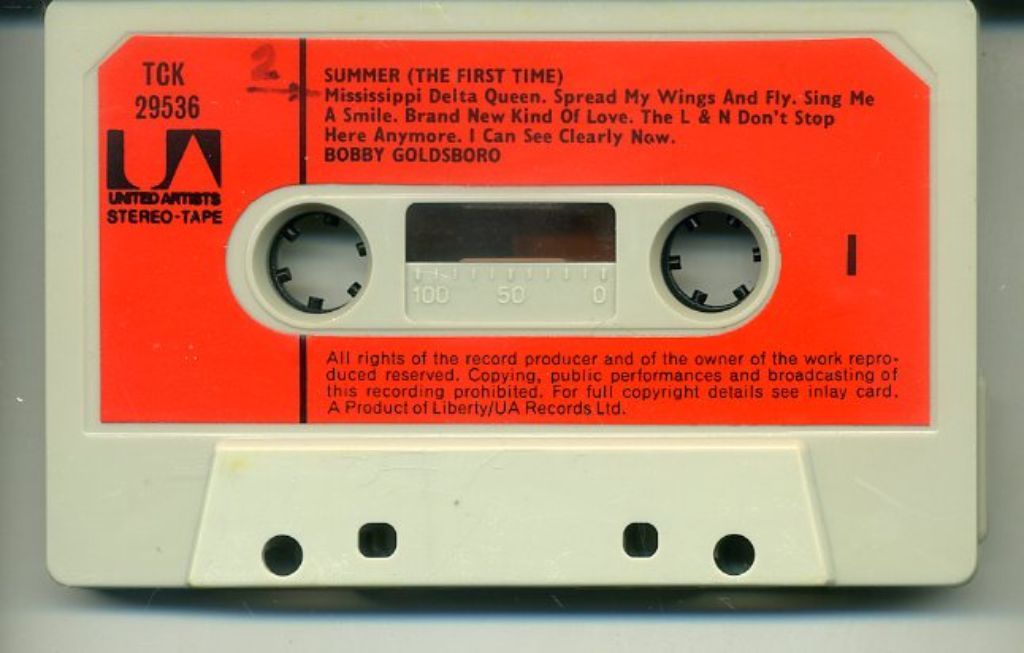 TCK
29536
2
UA
UNITED ARTISTS
STEREO-TAPE
SUMMER (THE FIRST TIME)
Mississippi Delta Queen. Spread My Wings And Fly. Sing Me
A Smile. Brand New Kind Of Love. The L & N Don't Stop
Here Anymore. I Can See Clearly Now.
BOBBY GOLDSBORO
100 50 0
I
All rights of the record producer and of the owner of the work repro-
duced reserved. Copying, public performances and broadcasting of
this recording prohibited. For full copyright details see inlay card.
A Product of Liberty/UA Records Ltd.